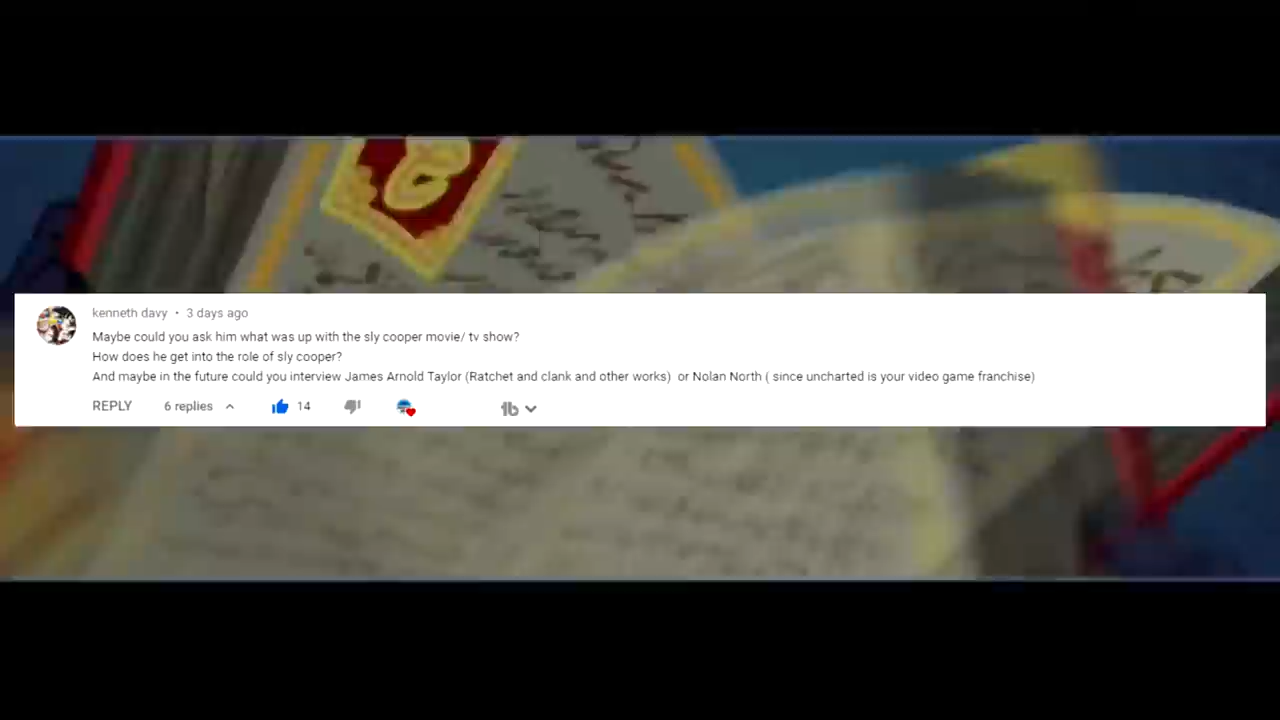 kenneth davy • 3 days ago
Maybe could you ask him what was up with the sly cooper movie/ tv show?
How does he get into the role of sly cooper?
And maybe in the future could you interview James Arnold Taylor (Ratchet and clank and other works)  or Nolan North ( since uncharted is your video game franchise)
REPLY 6 replies 14